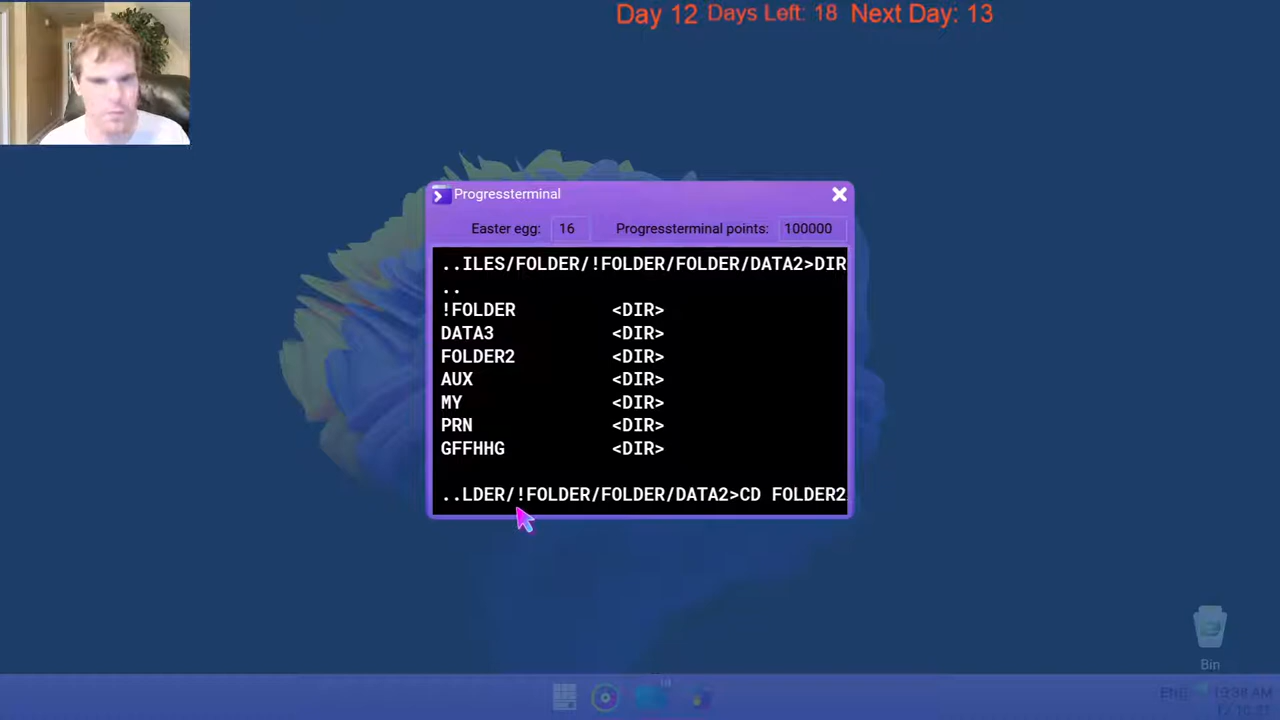 Day 12 Days Left: 18 Next Day: 13
Progressterminal
Easter egg: 16 Progressterminal points: 100000
..ILES/FOLDER/!FOLDER/FOLDER/DATA2>DIR
..
!FOLDER <DIR>
DATA3 <DIR>
FOLDER2 <DIR>
AUX <DIR>
MY <DIR>
PRN <DIR>
GFFHHG <DIR>
..LDER/!FOLDER/FOLDER/DATA2>CD FOLDER2
Bin